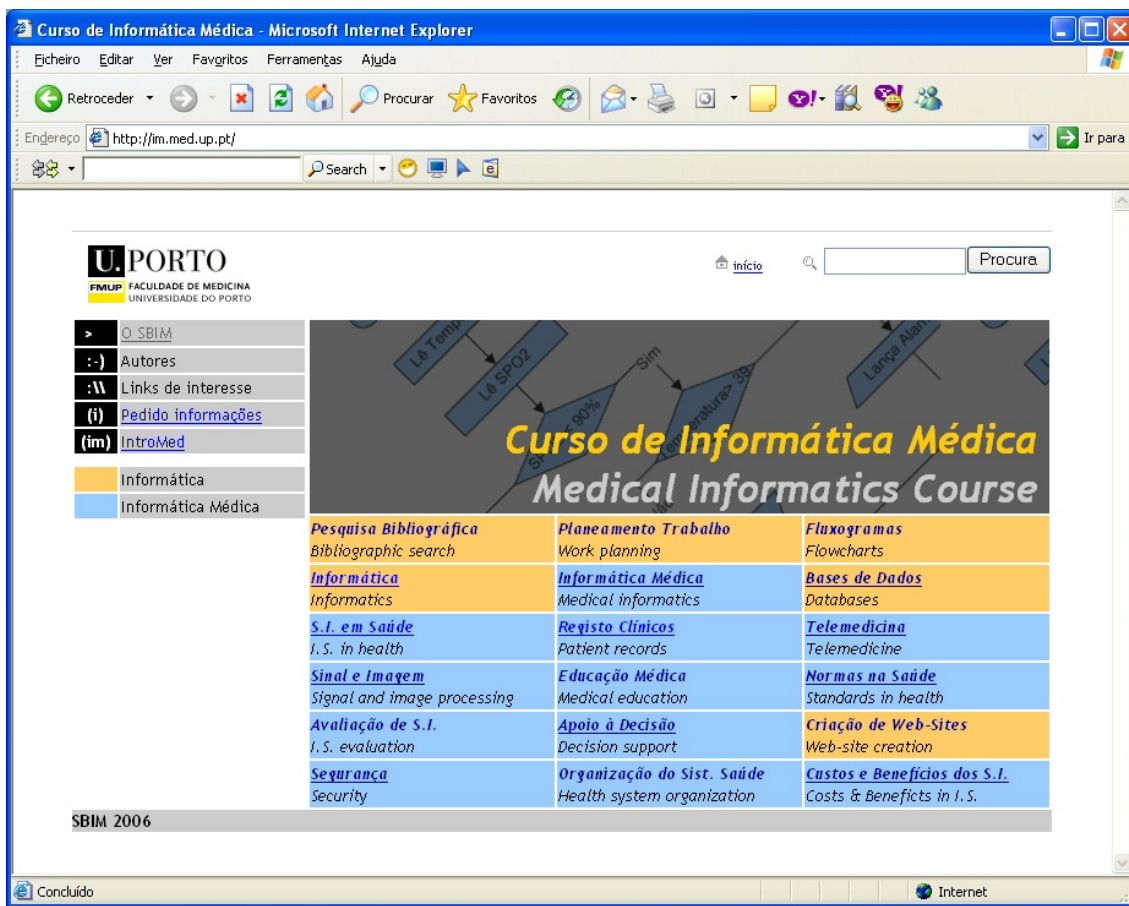 Curso de Informática Médica - Microsoft Internet Explorer
Ficheiro Editar Ver Favoritos Ferramentas Ajuda
Retroceder Procurar Favoritos
Endereço http://im.med.up.pt/ Ir para
Search
U.PORTO
FMUP FACULDADE DE MEDICINA
UNIVERSIDADE DO PORTO
início Procura
> O SBIM
:-) Autores
:\\ Links de interesse
(i) Pedido informações
(im) IntroMed
Informática
Informática Médica
Lê SPO2
Sim
Curso de Informática Médica
Medical Informatics Course
Pesquisa Bibliográfica Planeamento Trabalho Fluxogramas
Bibliographic search Work planning Flowcharts
Informática Informática Médica Bases de Dados
Informatics Medical informatics Databases
S.I. em Saúde Registo Clínicos Telemedicina
I.S. in health Patient records Telemedicine
Sinal e Imagem Educação Médica Normas na Saúde
Signal and image processing Medical education Standards in health
Avaliação de S.I. Apoio à Decisão Criação de Web-Sites
I.S. evaluation Decision support Web-site creation
Segurança Organização do Sist. Saúde Custos e Benefícios dos S.I.
Security Health system organization Costs & Beneficts in I.S.
SBIM 2006
Concluído Internet